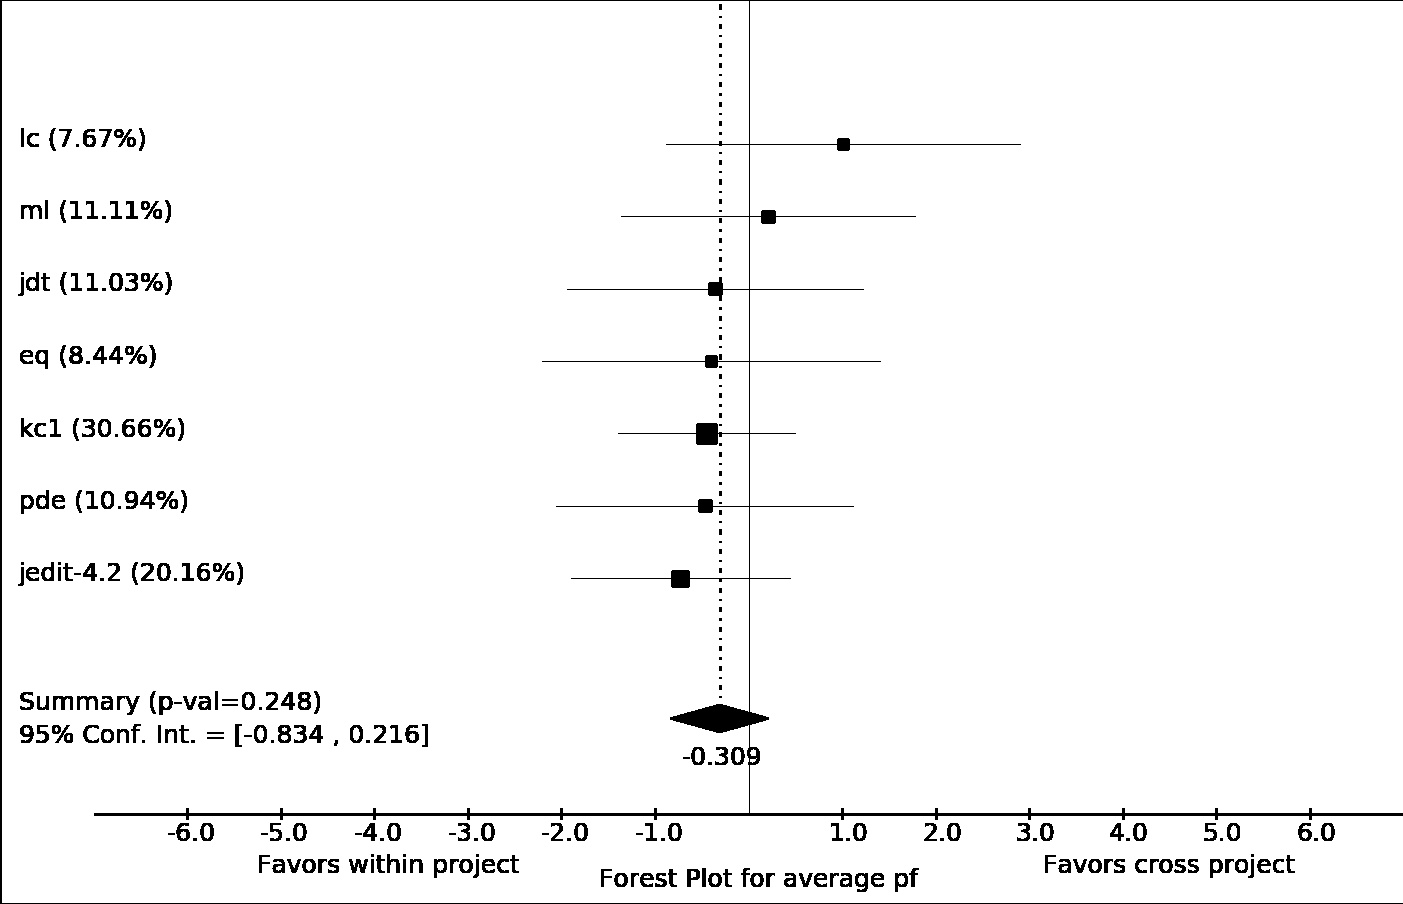 lc (7.67%)
ml (11.11%)
jdt (11.03%)
eq (8.44%)
kc1 (30.66%)
pde (10.94%)
jedit-4.2 (20.16%)
Summary (p-val=0.248)
95% Conf. Int. = [-0.834 , 0.216]
-0.309
-6.0 -5.0 -4.0 -3.0 -2.0 -1.0 1.0 2.0 3.0 4.0 5.0 6.0
Favors within project Favors cross project
Forest Plot for average pf